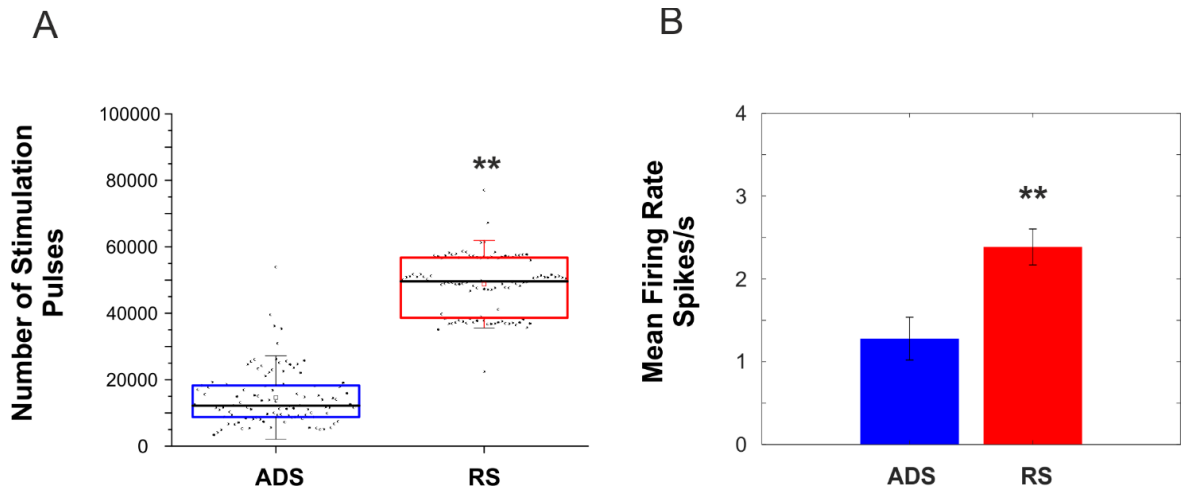 A
Number of Stimulation
Pulses
100000
80000
60000
40000
20000
0
**
ADS
RS
B
Mean Firing Rate
Spikes/s
4
3
2
1
0
**
ADS
RS